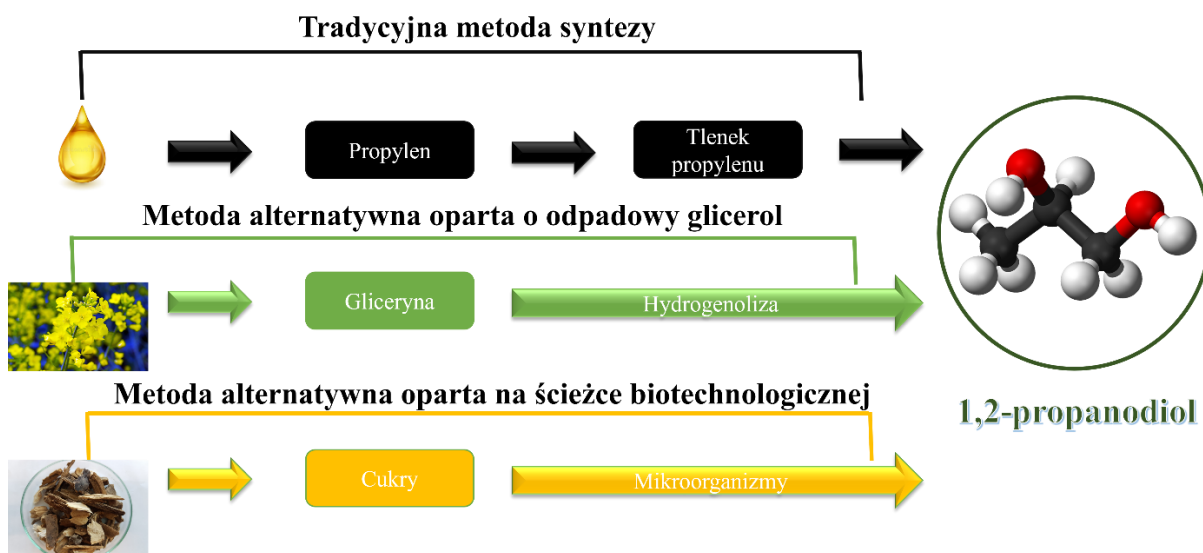 Tradycyjna metoda syntezy
Propylen
Tlenek
propylenu
Metoda alternatywna oparta o odpadowy glicerol
Gliceryna
Hydrogenoliza
Metoda alternatywna oparta na ścieżce biotechnologicznej
1,2-propanodiol
Cukry
Mikroorganizmy